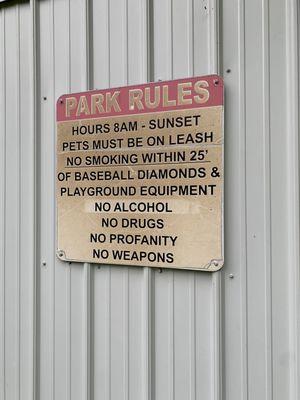 PARK RULES
HOURS 8AM - SUNSET
PETS MUST BE ON LEASH
NO SMOKING WITHIN 25'
OF BASEBALL DIAMONDS &
PLAYGROUND EQUIPMENT
NO ALCOHOL
NO DRUGS
NO PROFANITY
NO WEAPONS